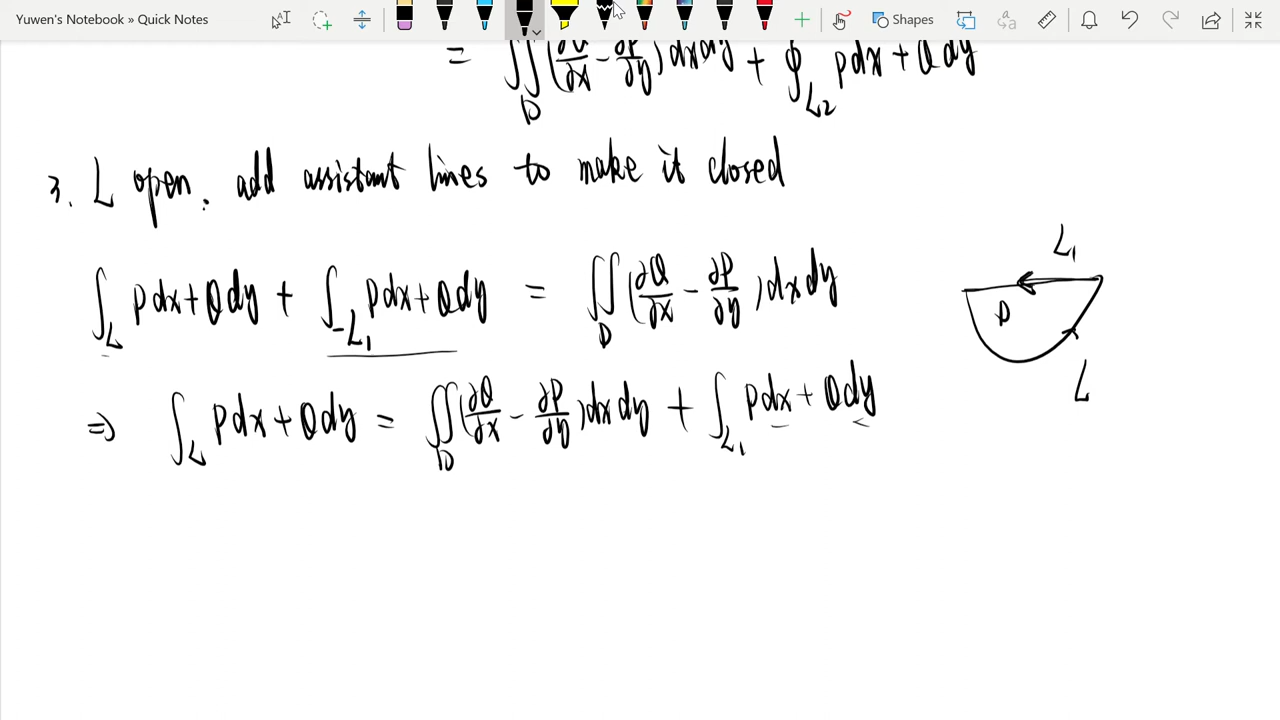 Yuwen's Notebook » Quick Notes
Shapes
= ∬_D (∂Q/∂x - ∂P/∂y) dxdy + ∮_{L2} Pdx + Qdy
3. L open. add assistant lines to make it closed
∫_L Pdx + Qdy + ∫_{-L1} Pdx + Qdy = ∬_D (∂Q/∂x - ∂P/∂y) dxdy
L1
D
L
⇒ ∫_L Pdx + Qdy = ∬_D (∂Q/∂x - ∂P/∂y) dxdy + ∫_{L1} Pdx + Qdy